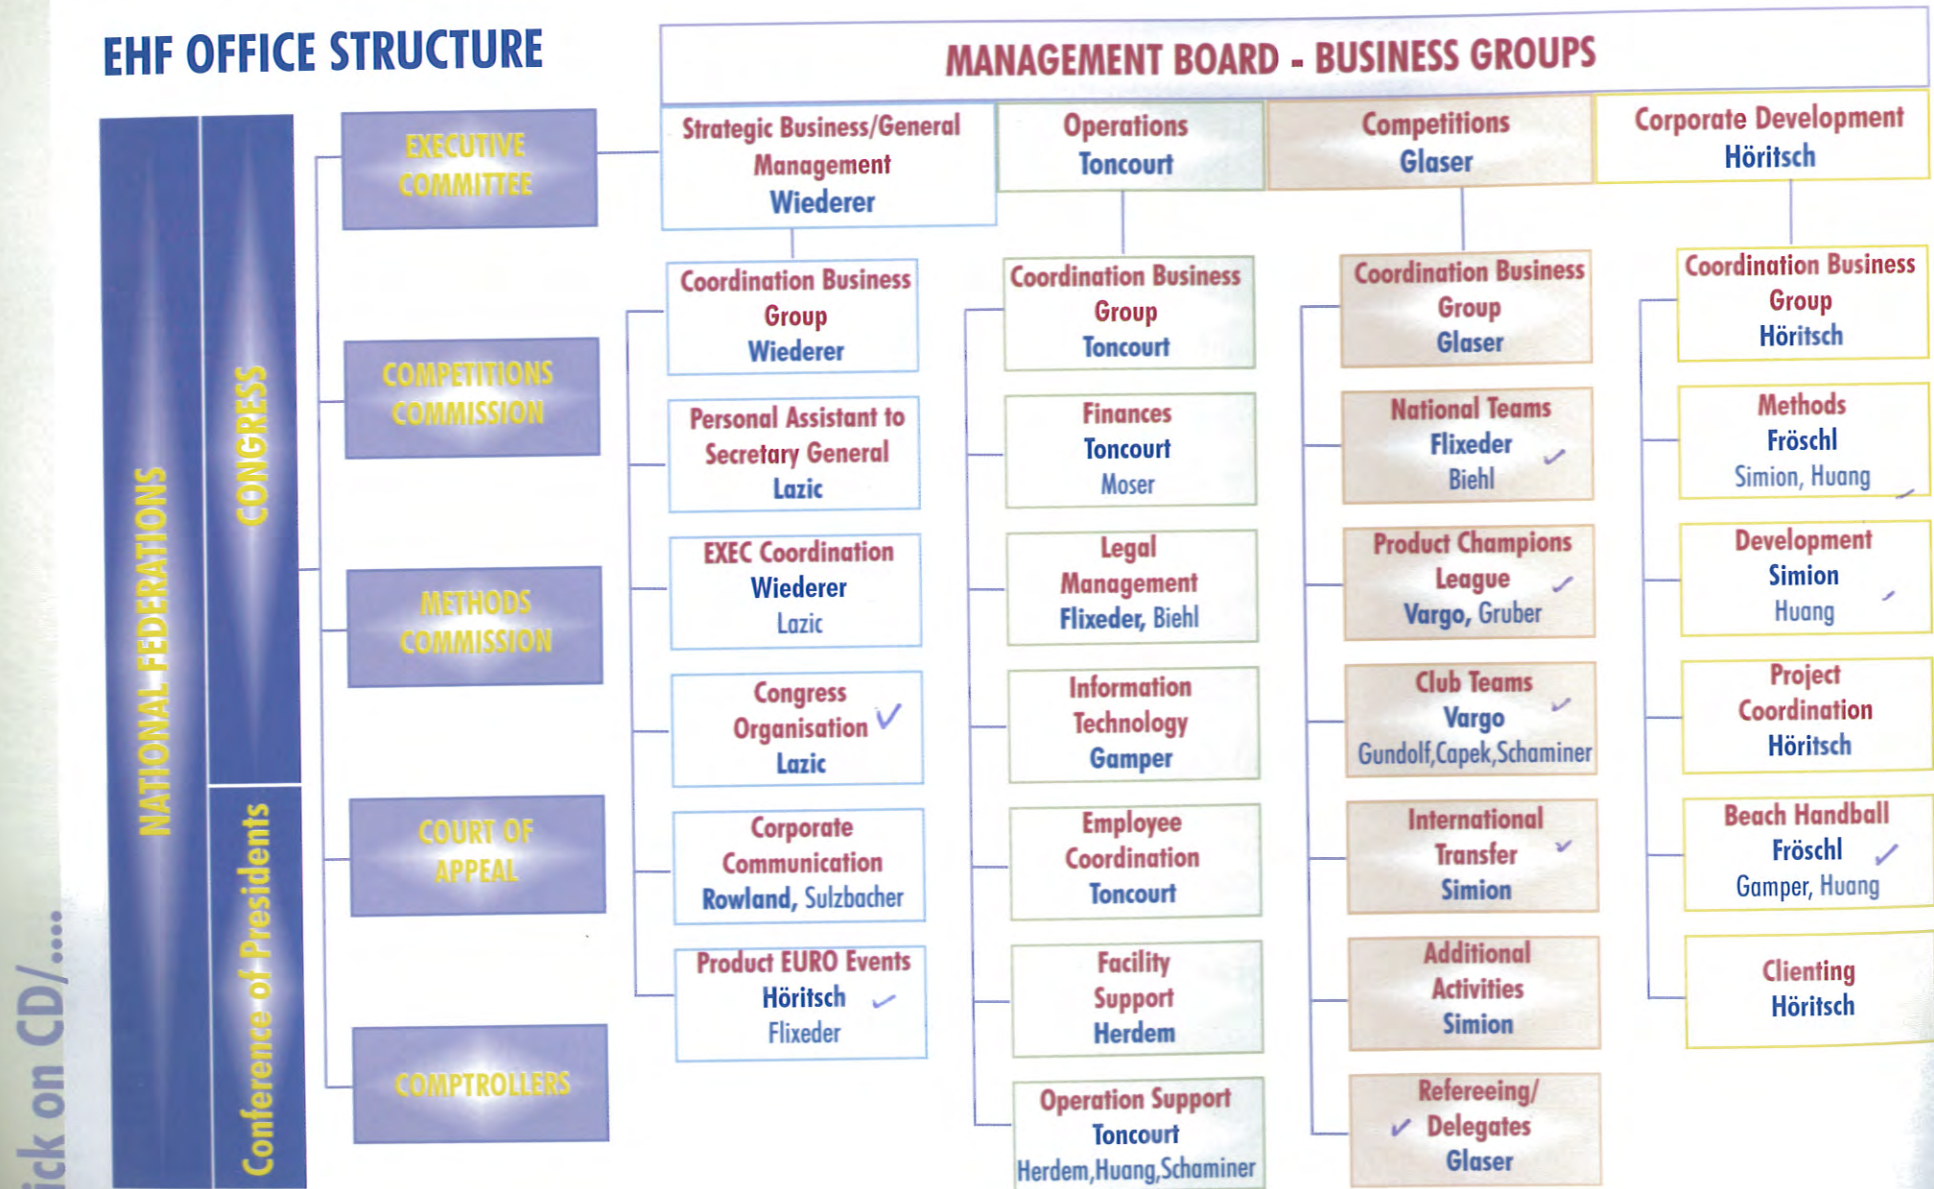 EHF OFFICE STRUCTURE
MANAGEMENT BOARD - BUSINESS GROUPS
NATIONAL FEDERATIONS
CONGRESS
Conference of Presidents
EXECUTIVE
COMMITTEE
COMPETITIONS
COMMISSION
METHODS
COMMISSION
COURT OF
APPEAL
COMPTROLLERS
Strategic Business/General
Management
Wiederer
Coordination Business
Group
Wiederer
Personal Assistant to
Secretary General
Lazic
EXEC Coordination
Wiederer
Lazic
Congress
Organisation
Lazic
Corporate
Communication
Rowland, Sulzbacher
Product EURO Events
Höritsch
Flixeder
Operations
Toncourt
Coordination Business
Group
Toncourt
Finances
Toncourt
Moser
Legal
Management
Flixeder, Biehl
Information
Technology
Gamper
Employee
Coordination
Toncourt
Facility
Support
Herdem
Operation Support
Toncourt
Herdem,Huang,Schaminer
Competitions
Glaser
Coordination Business
Group
Glaser
National Teams
Flixeder
Biehl
Product Champions
League
Vargo, Gruber
Club Teams
Vargo
Gundolf,Capek,Schaminer
International
Transfer
Simion
Additional
Activities
Simion
Refereeing/
Delegates
Glaser
Corporate Development
Höritsch
Coordination Business
Group
Höritsch
Methods
Fröschl
Simion, Huang
Development
Simion
Huang
Project
Coordination
Höritsch
Beach Handball
Fröschl
Gamper, Huang
Clienting
Höritsch
ick on CD/....